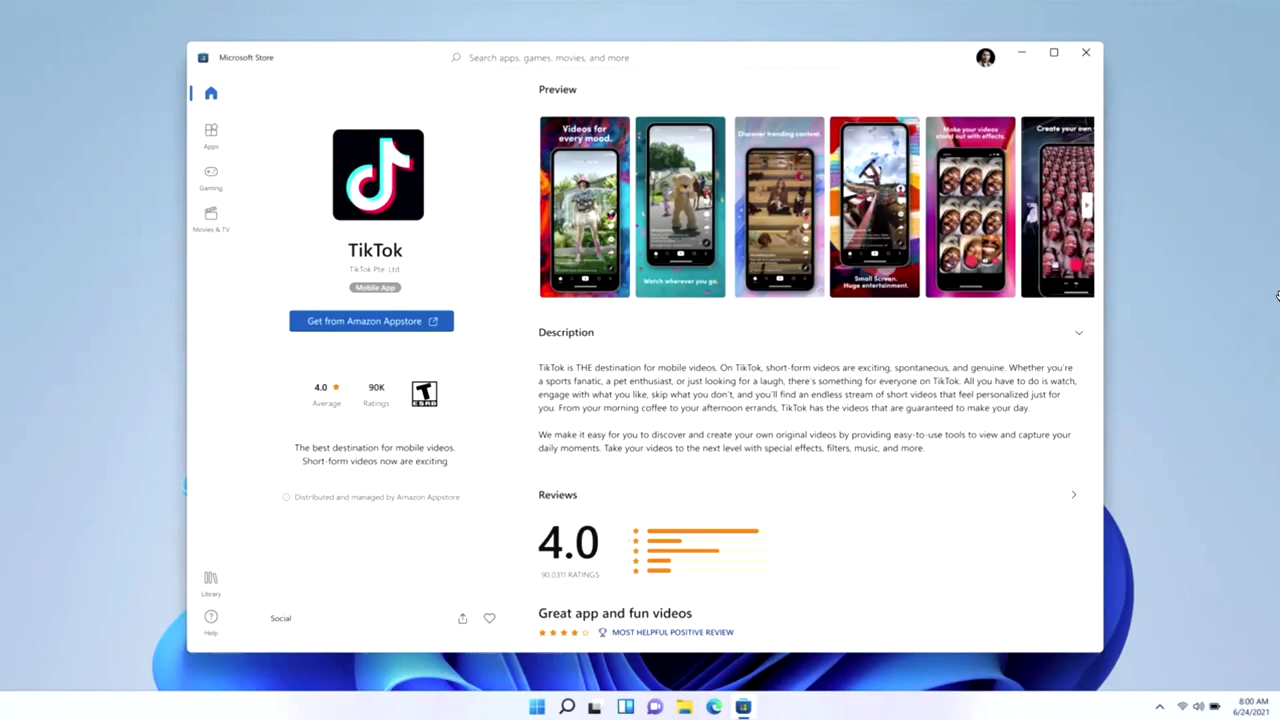 Microsoft Store
Search apps, games, movies, and more
Apps
Gaming
Movies & TV
Library
Help
TikTok
TikTok Pte. Ltd
Mobile App
Get from Amazon Appstore
4.0
Average
90K
Ratings
T
ESRB
The best destination for mobile videos.
Short-form videos now are exciting
Distributed and managed by Amazon Appstore
Social
Preview
Videos for
every mood.
Watch wherever you go.
Discover trending content.
Small Screen.
Huge entertainment.
Make your videos
stand out with effects.
Create your own
Description
TikTok is THE destination for mobile videos. On TikTok, short-form videos are exciting, spontaneous, and genuine. Whether you're
a sports fanatic, a pet enthusiast, or just looking for a laugh, there's something for everyone on TikTok. All you have to do is watch,
engage with what you like, skip what you don't, and you'll find an endless stream of short videos that feel personalized just for
you. From your morning coffee to your afternoon errands, TikTok has the videos that are guaranteed to make your day.
We make it easy for you to discover and create your own original videos by providing easy-to-use tools to view and capture your
daily moments. Take your videos to the next level with special effects, filters, music, and more.
Reviews
4.0
90,0311 RATINGS
Great app and fun videos
MOST HELPFUL POSITIVE REVIEW
8:00 AM
6/24/2021